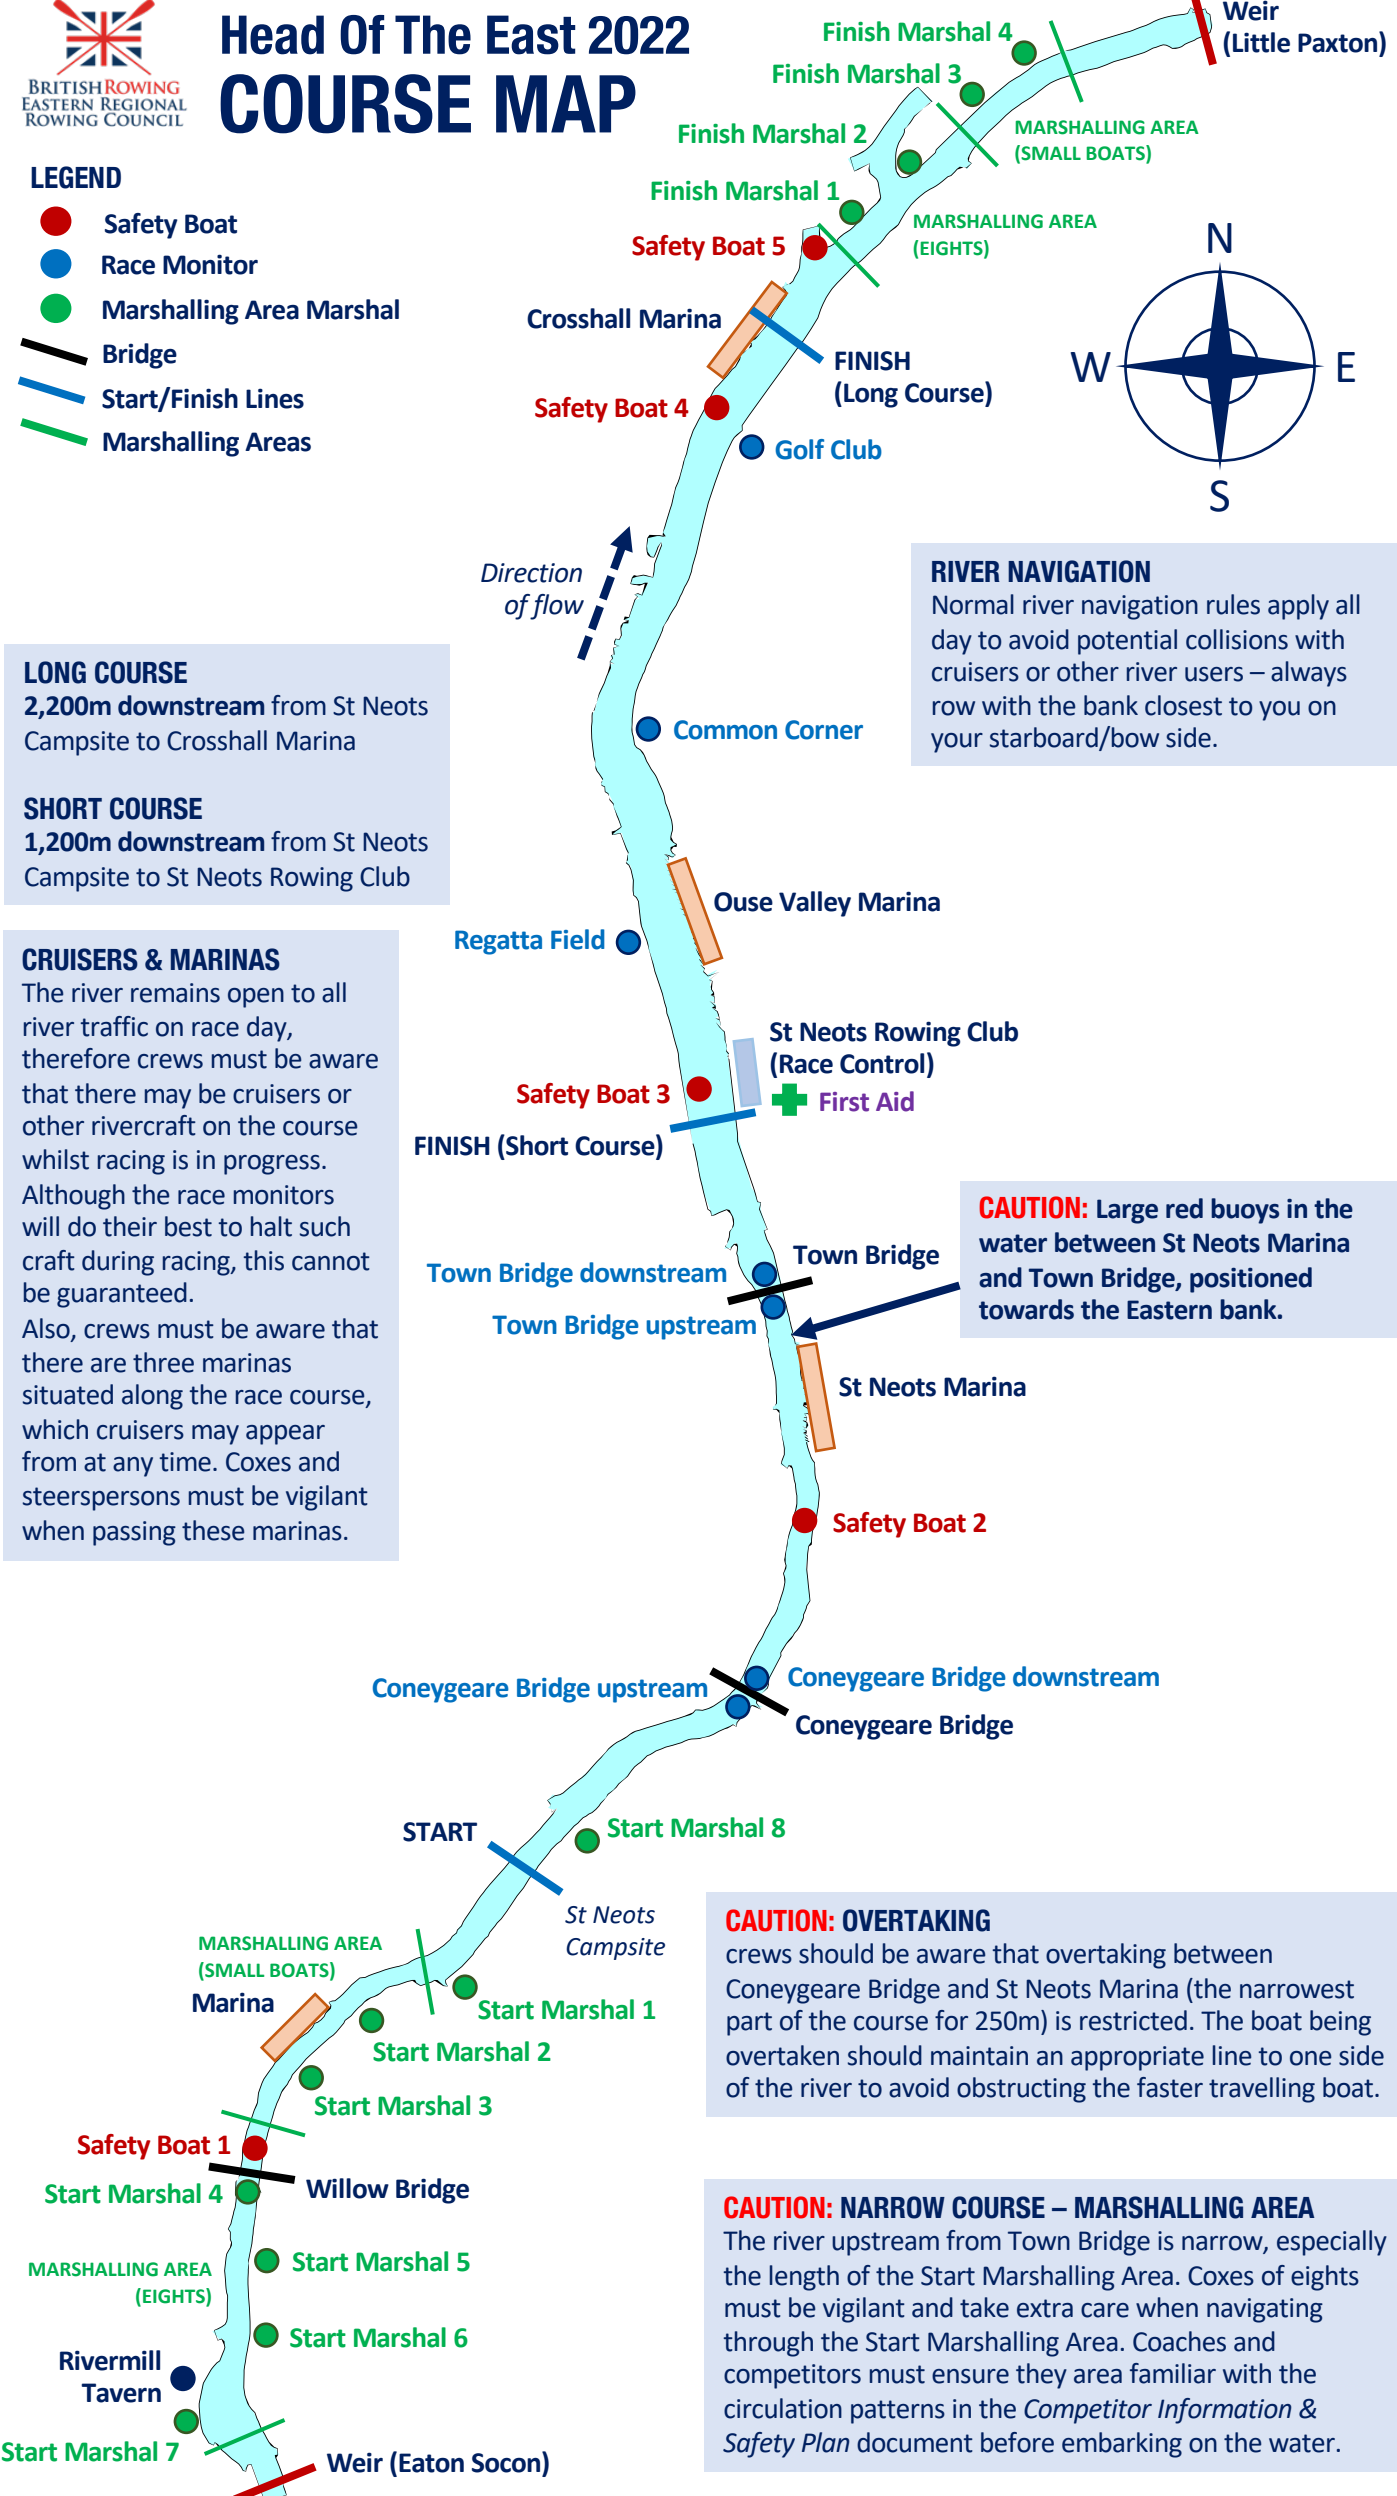 BRITISH ROWING
EASTERN REGIONAL
ROWING COUNCIL
Head Of The East 2022
COURSE MAP
LEGEND
Safety Boat
Race Monitor
Marshalling Area Marshal
Bridge
Start/Finish Lines
Marshalling Areas
Weir
(Little Paxton)
Finish Marshal 4
Finish Marshal 3
MARSHALLING AREA
(SMALL BOATS)
Finish Marshal 2
Finish Marshal 1
MARSHALLING AREA
(EIGHTS)
Safety Boat 5
Crosshall Marina
FINISH
(Long Course)
Safety Boat 4
Golf Club
N
W
E
S
Direction
of flow
RIVER NAVIGATION
Normal river navigation rules apply all
day to avoid potential collisions with
cruisers or other river users – always
row with the bank closest to you on
your starboard/bow side.
LONG COURSE
2,200m downstream from St Neots
Campsite to Crosshall Marina
SHORT COURSE
1,200m downstream from St Neots
Campsite to St Neots Rowing Club
Common Corner
Ouse Valley Marina
Regatta Field
CRUISERS & MARINAS
The river remains open to all
river traffic on race day,
therefore crews must be aware
that there may be cruisers or
other rivercraft on the course
whilst racing is in progress.
Although the race monitors
will do their best to halt such
craft during racing, this cannot
be guaranteed.
Also, crews must be aware that
there are three marinas
situated along the race course,
which cruisers may appear
from at any time. Coxes and
steerspersons must be vigilant
when passing these marinas.
St Neots Rowing Club
(Race Control)
First Aid
Safety Boat 3
FINISH (Short Course)
CAUTION: Large red buoys in the
water between St Neots Marina
and Town Bridge, positioned
towards the Eastern bank.
Town Bridge
Town Bridge downstream
Town Bridge upstream
St Neots Marina
Safety Boat 2
Coneygeare Bridge upstream
Coneygeare Bridge downstream
Coneygeare Bridge
START
Start Marshal 8
St Neots
Campsite
MARSHALLING AREA
(SMALL BOATS)
Marina
Start Marshal 1
Start Marshal 2
Start Marshal 3
Safety Boat 1
Willow Bridge
Start Marshal 4
MARSHALLING AREA
(EIGHTS)
Start Marshal 5
Start Marshal 6
Rivermill
Tavern
Start Marshal 7
Weir (Eaton Socon)
CAUTION: OVERTAKING
crews should be aware that overtaking between
Coneygeare Bridge and St Neots Marina (the narrowest
part of the course for 250m) is restricted. The boat being
overtaken should maintain an appropriate line to one side
of the river to avoid obstructing the faster travelling boat.
CAUTION: NARROW COURSE – MARSHALLING AREA
The river upstream from Town Bridge is narrow, especially
the length of the Start Marshalling Area. Coxes of eights
must be vigilant and take extra care when navigating
through the Start Marshalling Area. Coaches and
competitors must ensure they area familiar with the
circulation patterns in the Competitor Information &
Safety Plan document before embarking on the water.